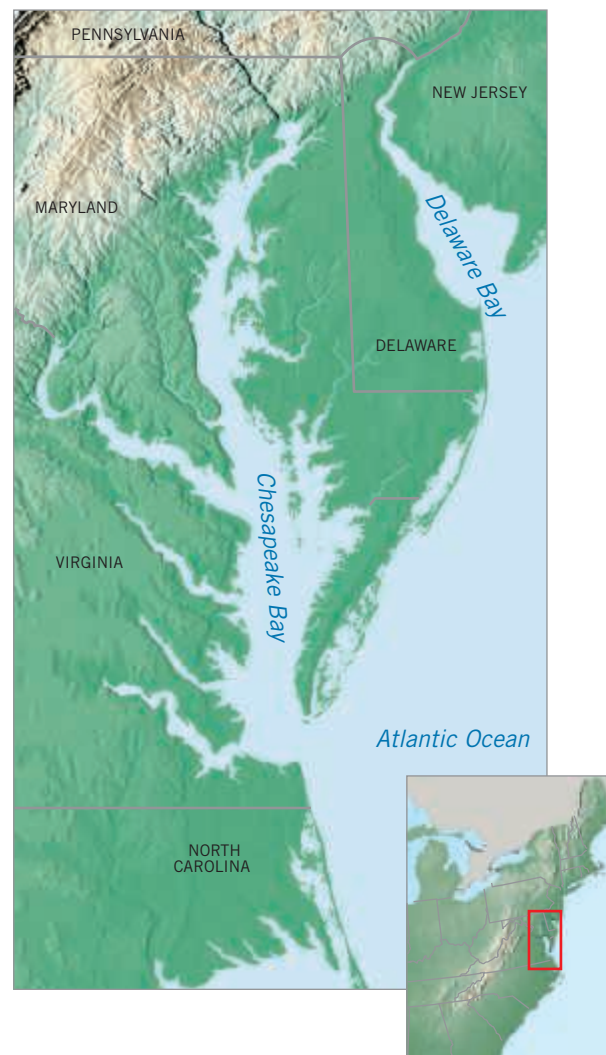 PENNSYLVANIA
NEW JERSEY
MARYLAND
Delaware Bay
DELAWARE
Chesapeake Bay
VIRGINIA
Atlantic Ocean
NORTH
CAROLINA